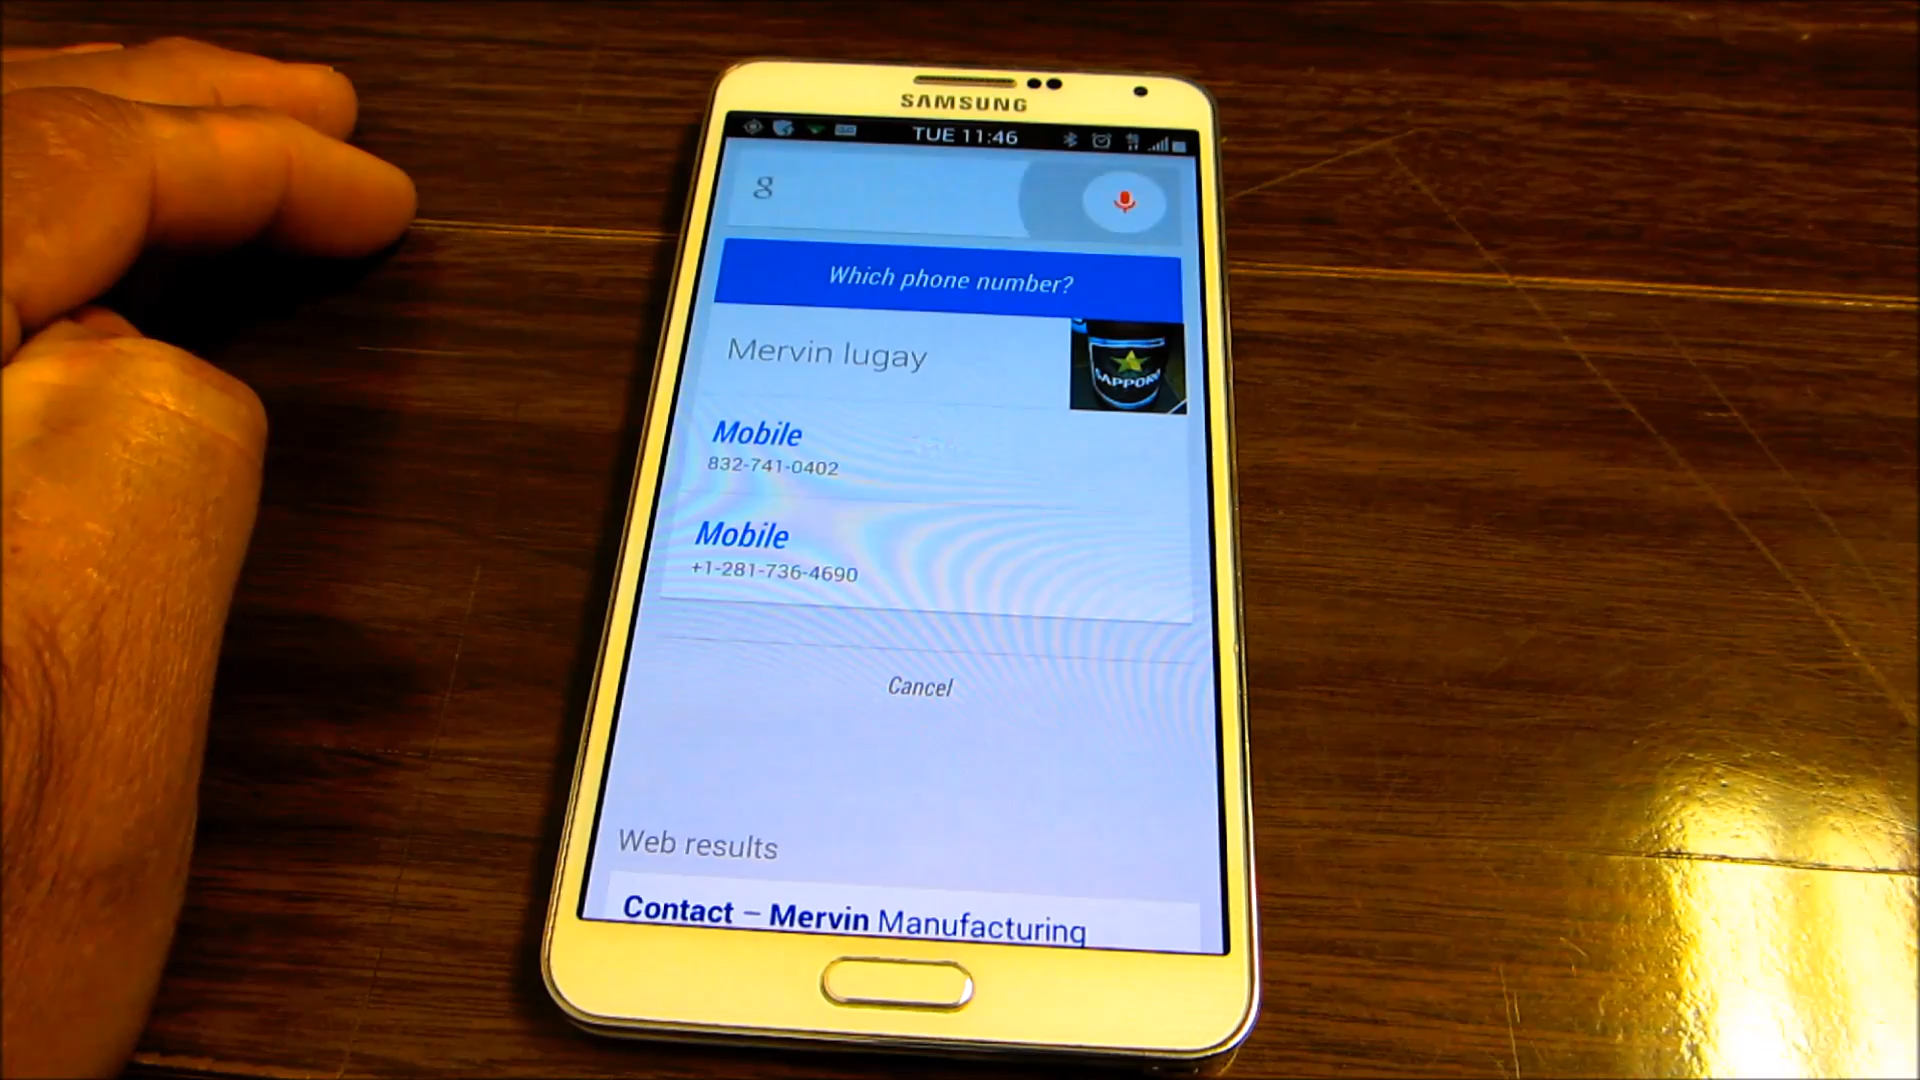 SAMSUNG
TUE 11:46
g
Which phone number?
Mervin lugay
SAPPORO
Mobile
832-741-0402
Mobile
+1-281-736-4690
Cancel
Web results
Contact – Mervin Manufacturing